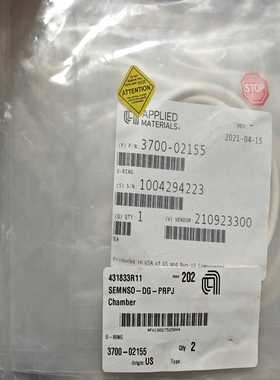 ATTENTION
STOP
APPLIED
MATERIALS
2021-04-15
(P) P/N: 3700-02155
O-RING
(S) S/N: 1004294223
(Q) QTY: 1
(V) VENDOR: 210923300
EA
Produced in USA of US and Non-US Components
431833R11
202
SEMNSO-DG-PRPJ
Chamber
O-RING
3700-02155
Qty 2
Origin US
Type